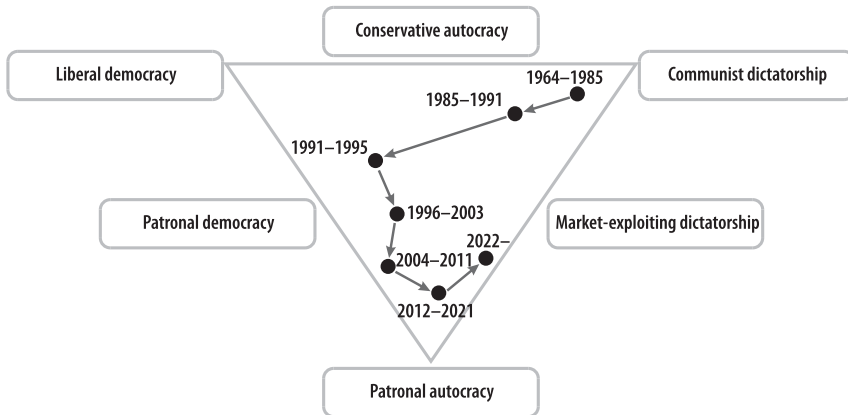 Conservative autocracy
Liberal democracy
Communist dictatorship
1964–1985
1985–1991
1991–1995
Patronal democracy
1996–2003
Market-exploiting dictatorship
2022–
2004–2011
2012–2021
Patronal autocracy